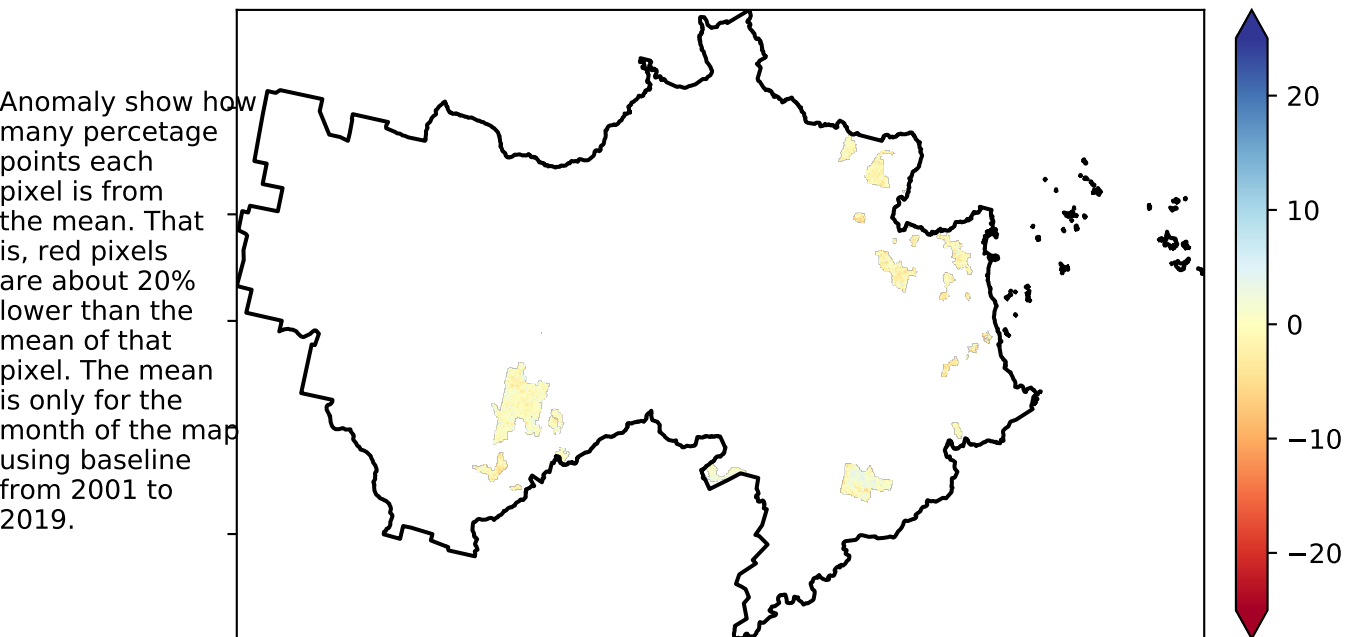 Anomaly show how
many percetage
points each
pixel is from
the mean. That
is, red pixels
are about 20%
lower than the
mean of that
pixel. The mean
is only for the
month of the map
using baseline
from 2001 to
2019.
20
10
0
−10
−20